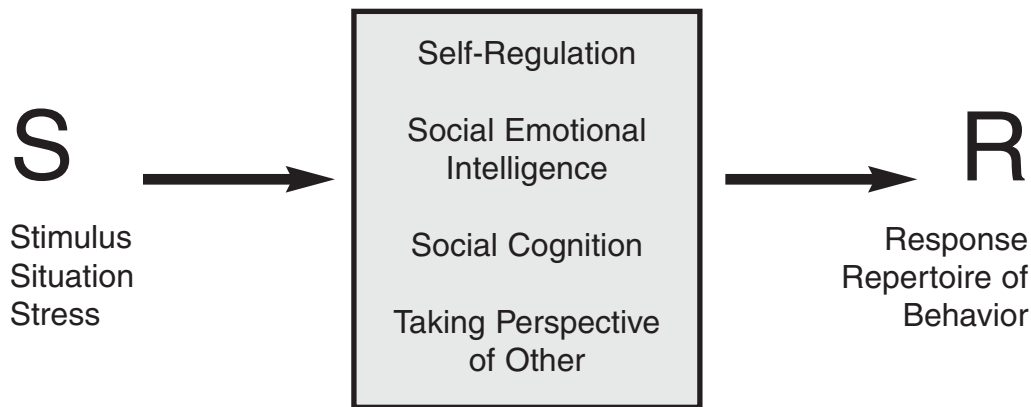 S
Stimulus
Situation
Stress
Self-Regulation
Social Emotional
Intelligence
Social Cognition
Taking Perspective
of Other
R
Response
Repertoire of
Behavior